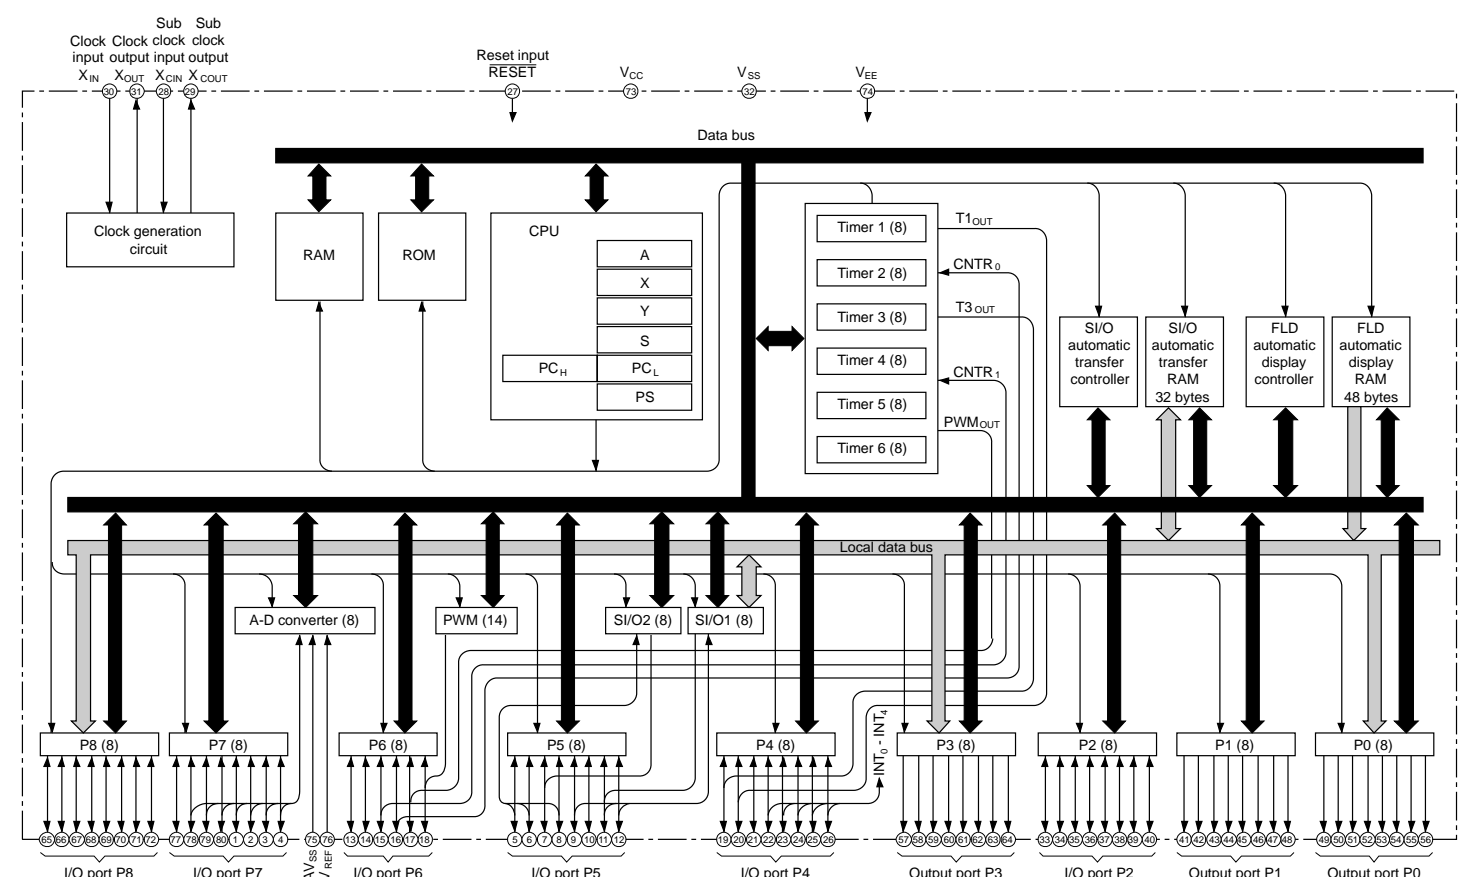 Clock input XIN
Clock output XOUT
Sub clock input XCIN
Sub clock output XCOUT
Reset input
RESET
VCC
VSS
VEE
30 31 28 29 27 73 32 74
Data bus
Clock generation circuit
RAM
ROM
CPU
A
X
Y
S
PCH PCL
PS
Timer 1 (8)
Timer 2 (8)
Timer 3 (8)
Timer 4 (8)
Timer 5 (8)
Timer 6 (8)
T1OUT
CNTR0
T3OUT
CNTR1
PWMOUT
SI/O automatic transfer controller
SI/O automatic transfer RAM 32 bytes
FLD automatic display controller
FLD automatic display RAM 48 bytes
Local data bus
A-D converter (8)
PWM (14)
SI/O2 (8)
SI/O1 (8)
INT0 - INT4
P8 (8)
P7 (8)
P6 (8)
P5 (8)
P4 (8)
P3 (8)
P2 (8)
P1 (8)
P0 (8)
65 66 67 68 69 70 71 72
77 78 79 80 1 2 3 4
75 76
13 14 15 16 17 18
5 6 7 8 9 10 11 12
19 20 21 22 23 24 25 26
57 58 59 60 61 62 63 64
33 34 35 36 37 38 39 40
41 42 43 44 45 46 47 48
49 50 51 52 53 54 55 56
I/O port P8
I/O port P7
AVSS
VREF
I/O port P6
I/O port P5
I/O port P4
Output port P3
I/O port P2
Output port P1
Output port P0